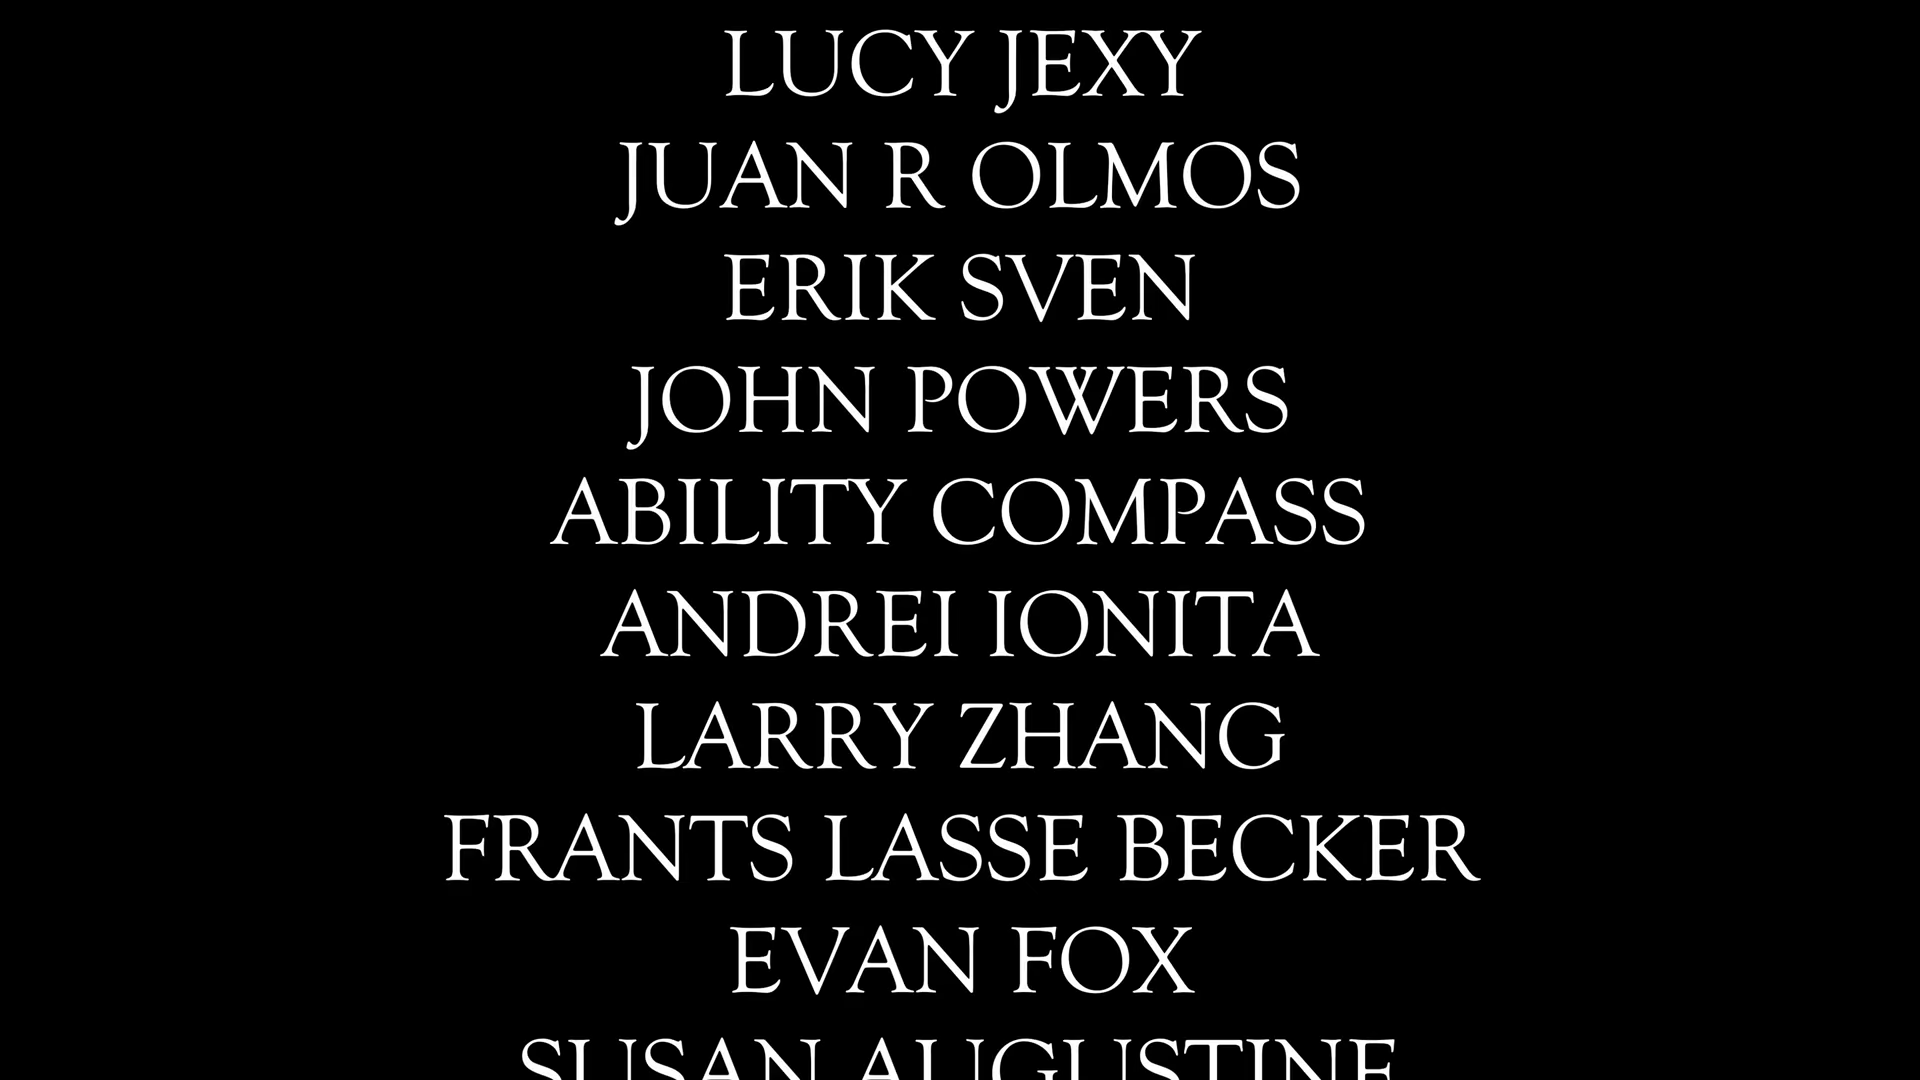 LUCY JEXY
JUAN R OLMOS
ERIK SVEN
JOHN POWERS
ABILITY COMPASS
ANDREI IONITA
LARRY ZHANG
FRANTS LASSE BECKER
EVAN FOX
SUSAN AUGUSTINE